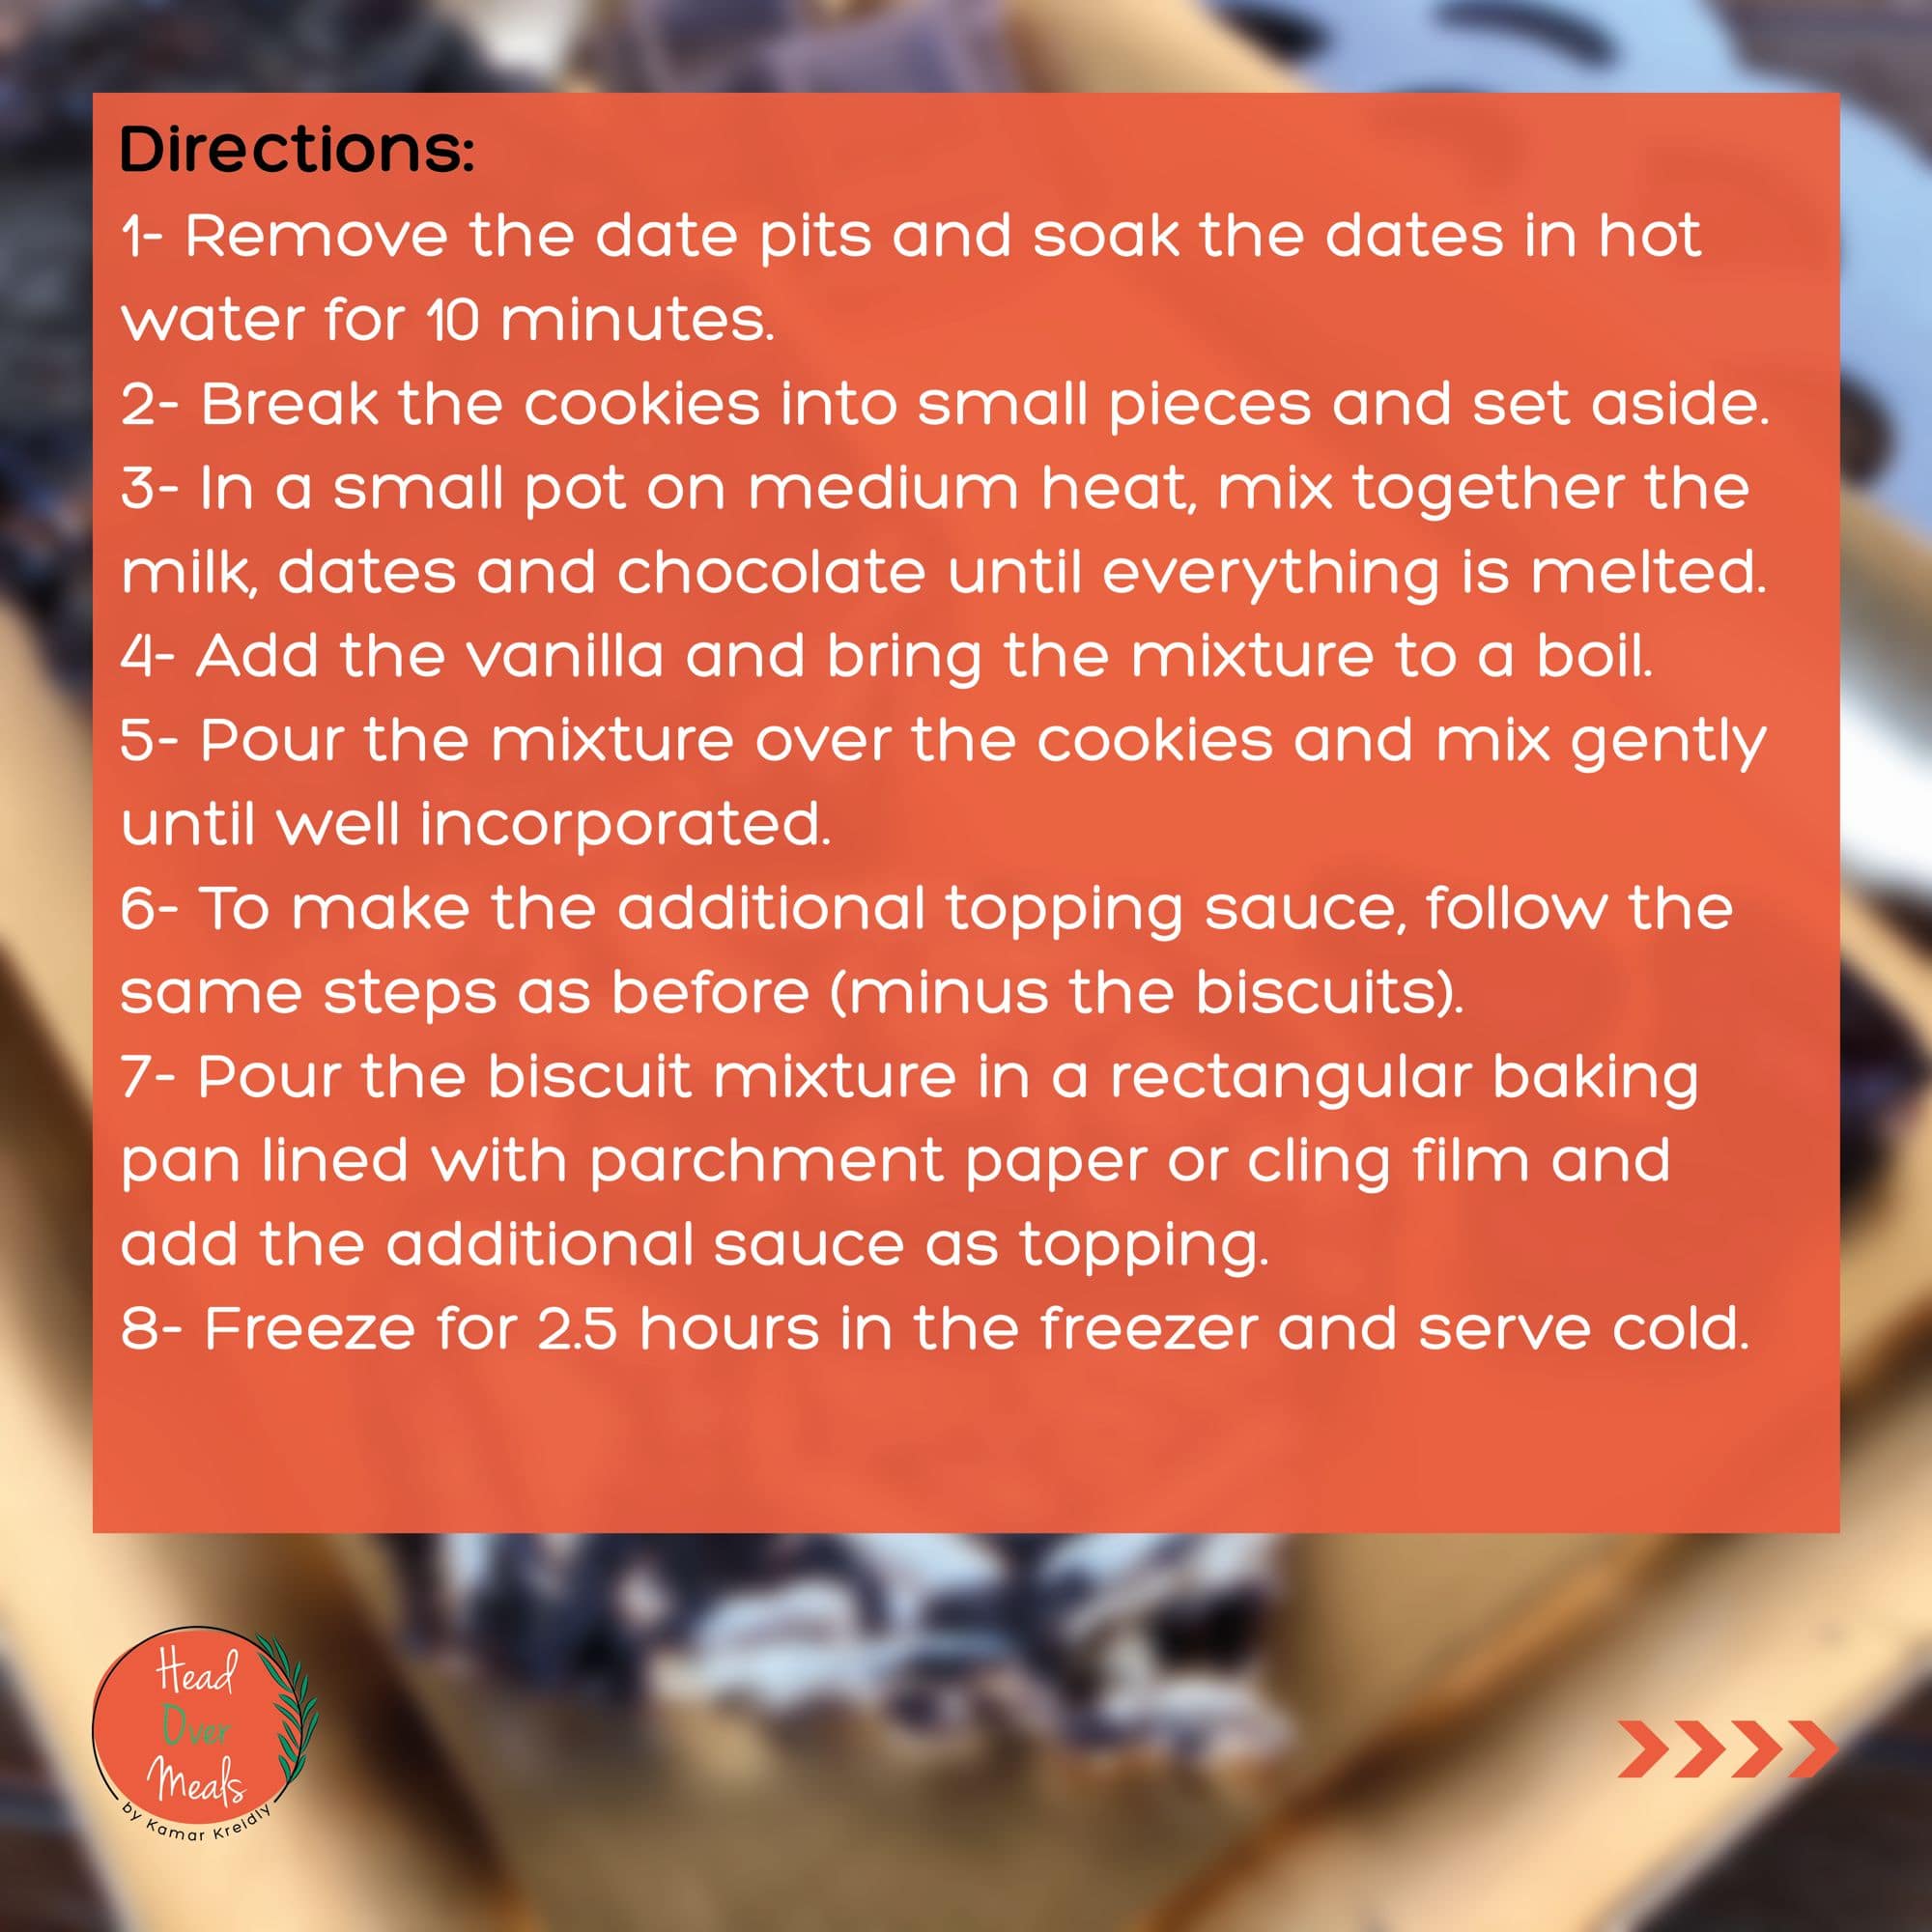 Directions:
1- Remove the date pits and soak the dates in hot
water for 10 minutes.
2- Break the cookies into small pieces and set aside.
3- In a small pot on medium heat, mix together the
milk, dates and chocolate until everything is melted.
4- Add the vanilla and bring the mixture to a boil.
5- Pour the mixture over the cookies and mix gently
until well incorporated.
6- To make the additional topping sauce, follow the
same steps as before (minus the biscuits).
7- Pour the biscuit mixture in a rectangular baking
pan lined with parchment paper or cling film and
add the additional sauce as topping.
8- Freeze for 2.5 hours in the freezer and serve cold.
Head
Over
Meals
by Kamar Kreidly